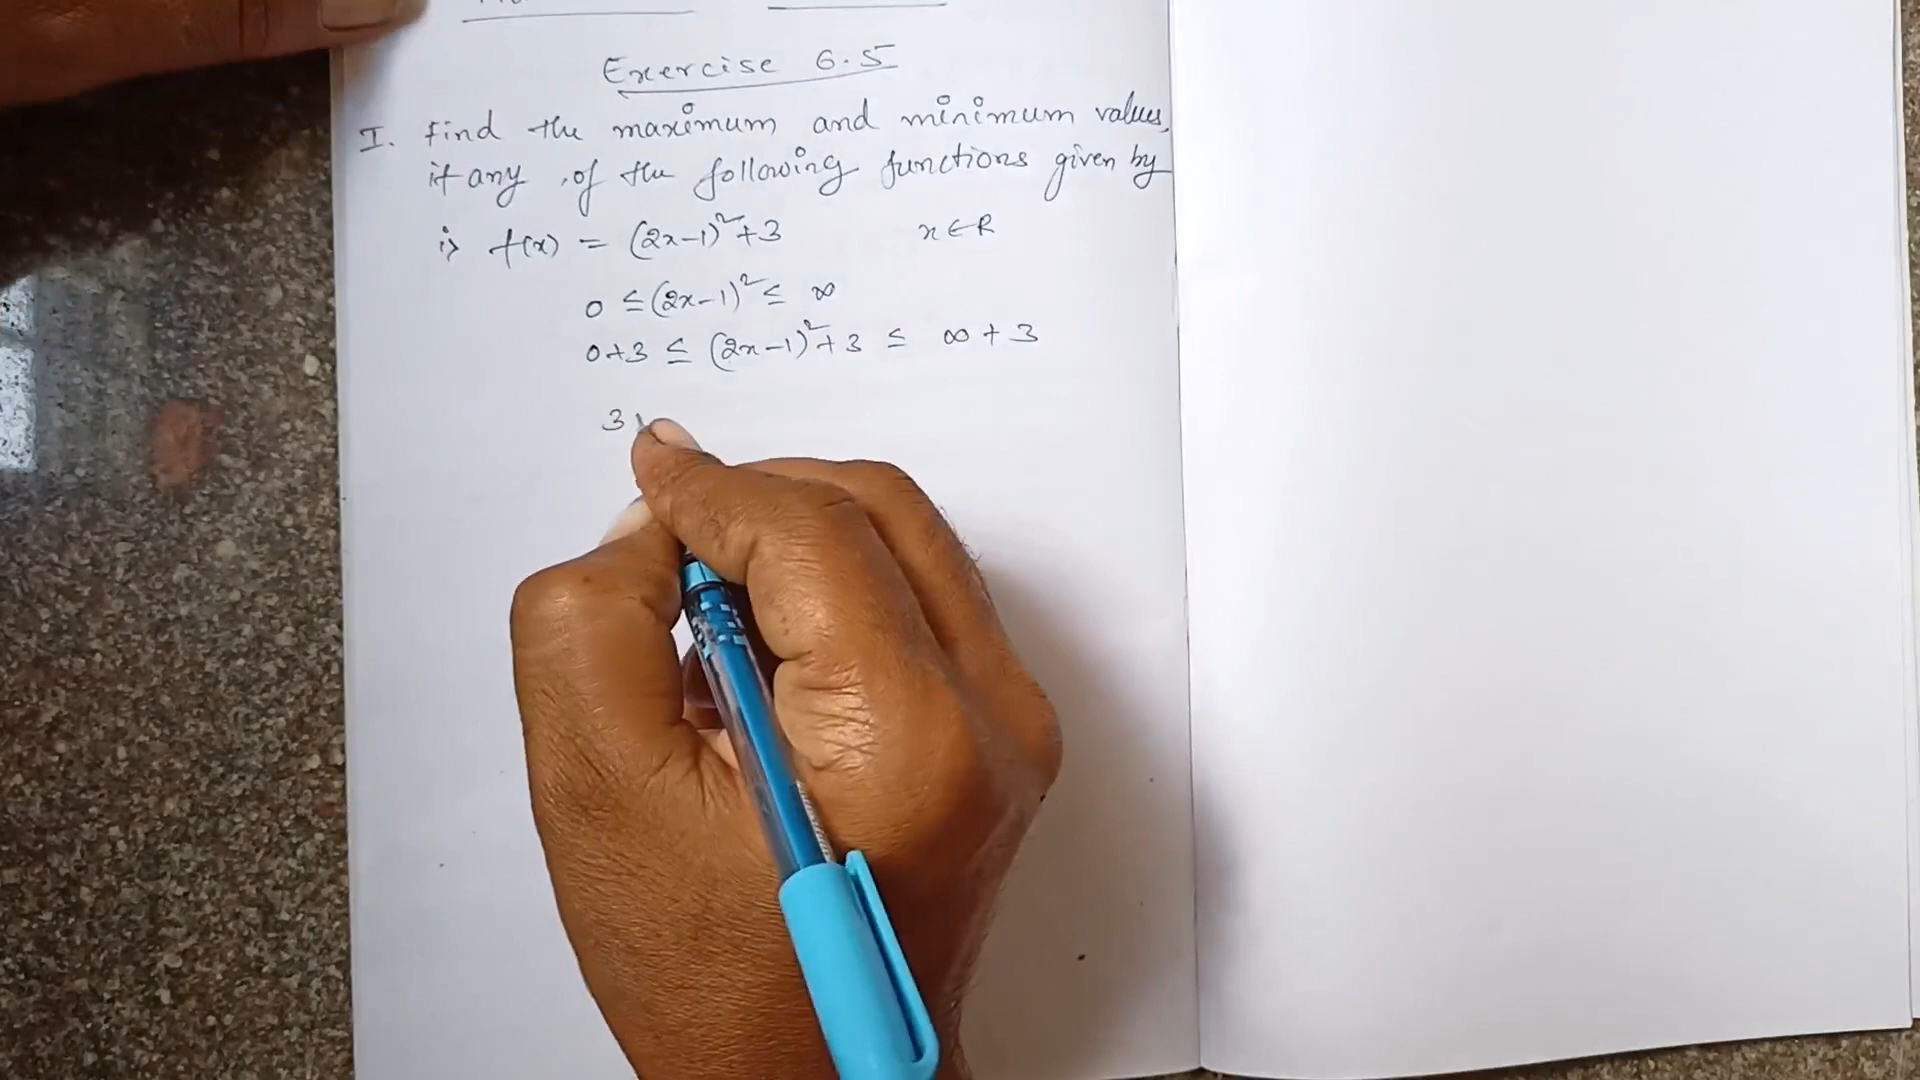 Exercise 6.5
I. Find the maximum and minimum values,
if any, of the following functions given by
i> f(x) = (2x-1)²+3 x∈R
0 ≤ (2x-1)² ≤ ∞
0+3 ≤ (2x-1)²+3 ≤ ∞+3
3